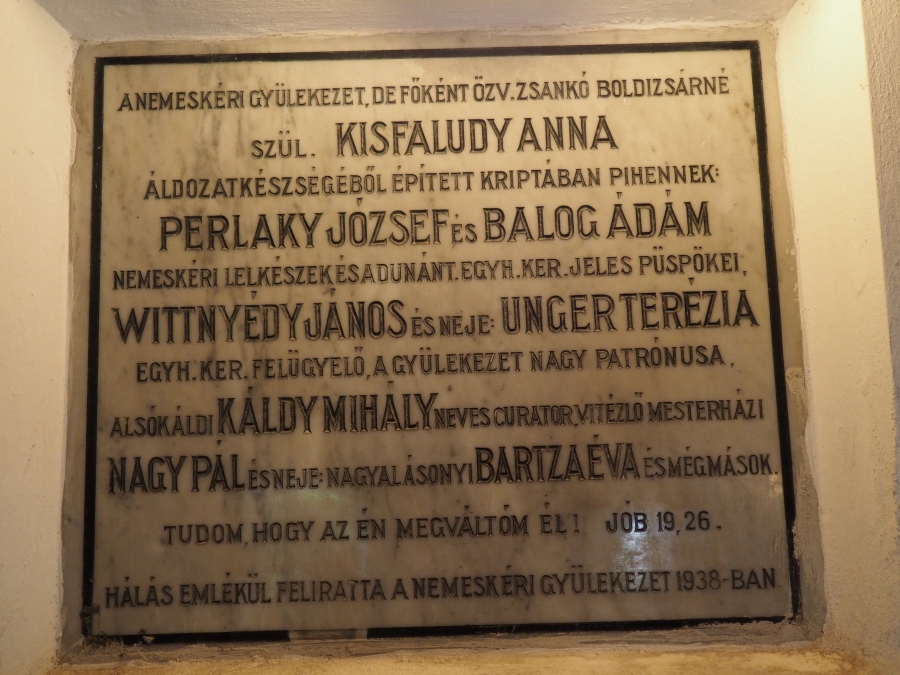 A NEMESKÉRI GYÜLEKEZET, DE FŐKÉNT ÖZV. ZSANKÓ BOLDIZSÁRNÉ
SZÜL. KISFALUDY ANNA
ÁLDOZATKÉSZSÉGÉBŐL ÉPÍTETT KRIPTÁBAN PIHENNEK:
PERLAKY JÓZSEF ÉS BALOG ÁDÁM
NEMESKÉRI LELKÉSZEK ÉS A DUNÁNT. EGYH. KER. JELES PÜSPÖKEI,
WITTNYÉDY JÁNOS ÉS NEJE: UNGER TERÉZIA
EGYH. KER. FELÜGYELŐ, A GYÜLEKEZET NAGY PATRÓNUSA,
ALSÓKÁLDI KÁLDY MIHÁLY NEVES CURATOR, VITÉZLŐ MESTERHÁZI
NAGY PÁL ÉS NEJE: NAGYALÁSONYI BARTZA ÉVA ÉS MÉG MÁSOK.
TUDOM, HOGY AZ ÉN MEGVÁLTÓM ÉL! JÓB 19, 26.
HÁLÁS EMLÉKÜL FELIRATTA A NEMESKÉRI GYÜLEKEZET 1938-BAN